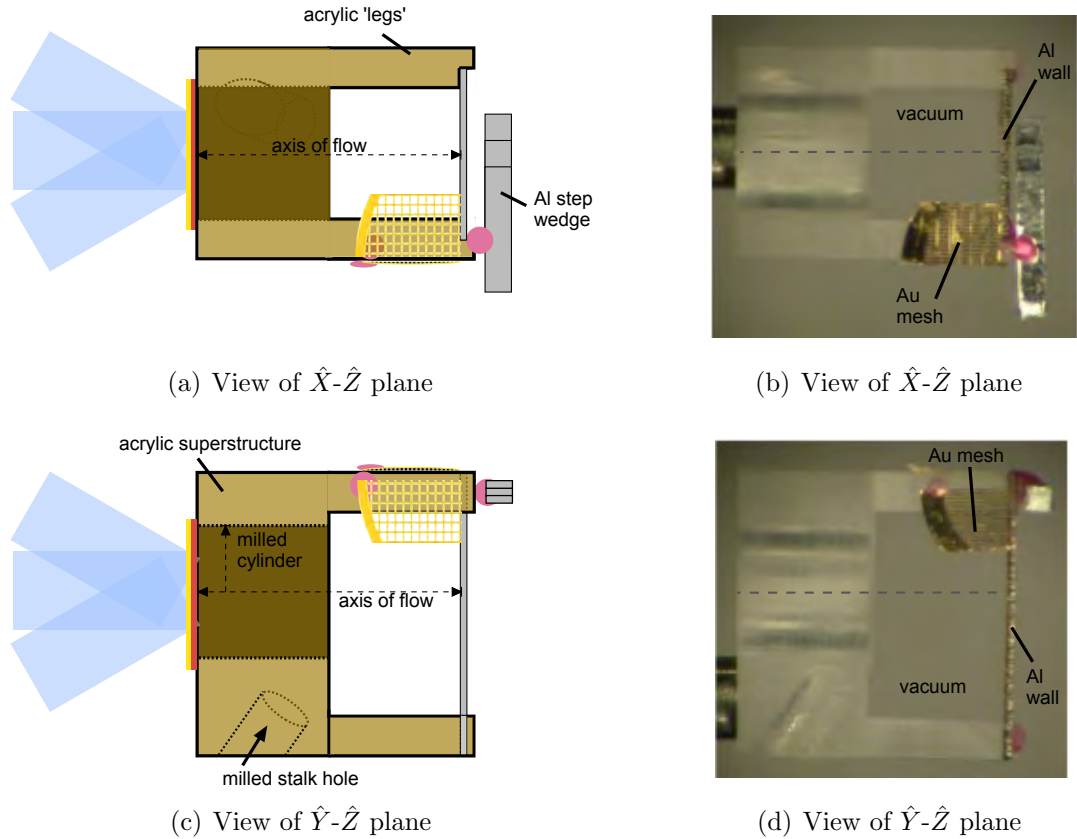 acrylic 'legs'
axis of flow
Al step
wedge
(a) View of X̂-Ẑ plane
Al
wall
vacuum
Au
mesh
(b) View of X̂-Ẑ plane
acrylic superstructure
milled
cylinder
axis of flow
milled stalk hole
(c) View of Ŷ-Ẑ plane
Au mesh
vacuum
Al
wall
(d) View of Ŷ-Ẑ plane